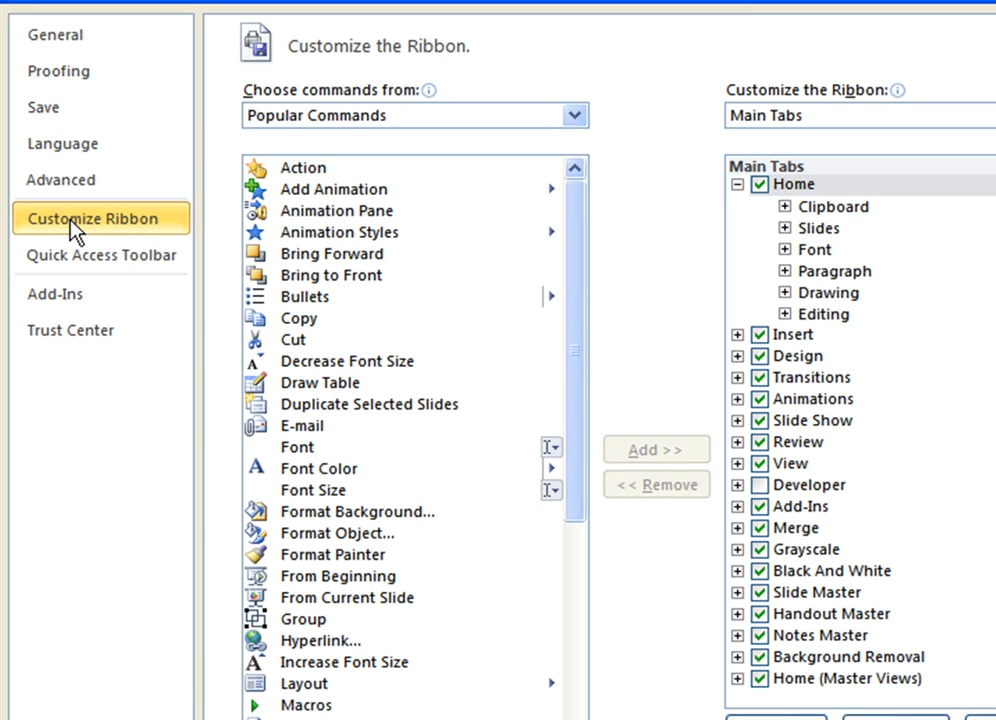 General
Proofing
Save
Language
Advanced
Customize Ribbon
Quick Access Toolbar
Add-Ins
Trust Center
Customize the Ribbon.
Choose commands from:
Popular Commands
Action
Add Animation
Animation Pane
Animation Styles
Bring Forward
Bring to Front
Bullets
Copy
Cut
Decrease Font Size
Draw Table
Duplicate Selected Slides
E-mail
Font
Font Color
Font Size
Format Background...
Format Object...
Format Painter
From Beginning
From Current Slide
Group
Hyperlink...
Increase Font Size
Layout
Macros
Add >>
<< Remove
Customize the Ribbon:
Main Tabs
Main Tabs
Home
Clipboard
Slides
Font
Paragraph
Drawing
Editing
Insert
Design
Transitions
Animations
Slide Show
Review
View
Developer
Add-Ins
Merge
Grayscale
Black And White
Slide Master
Handout Master
Notes Master
Background Removal
Home (Master Views)